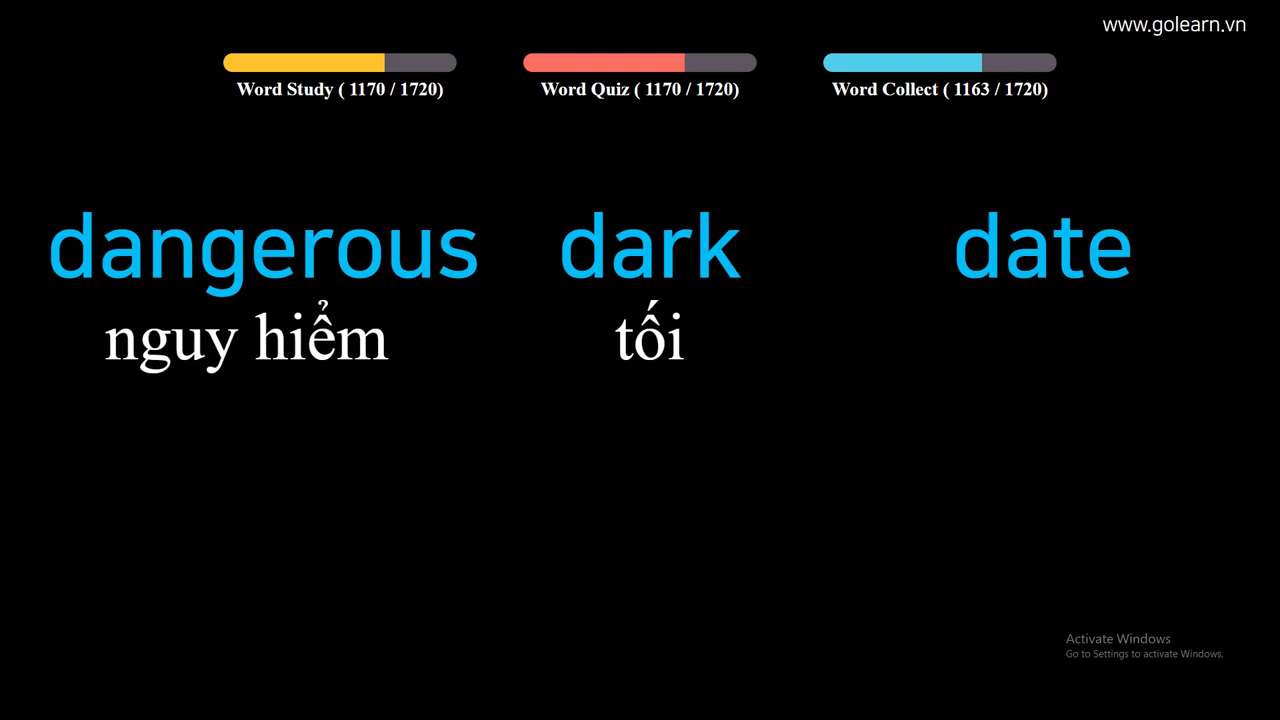 www.golearn.vn
Word Study ( 1170 / 1720)
Word Quiz ( 1170 / 1720)
Word Collect ( 1163 / 1720)
dangerous dark date
nguy hiểm tối
Activate Windows
Go to Settings to activate Windows.